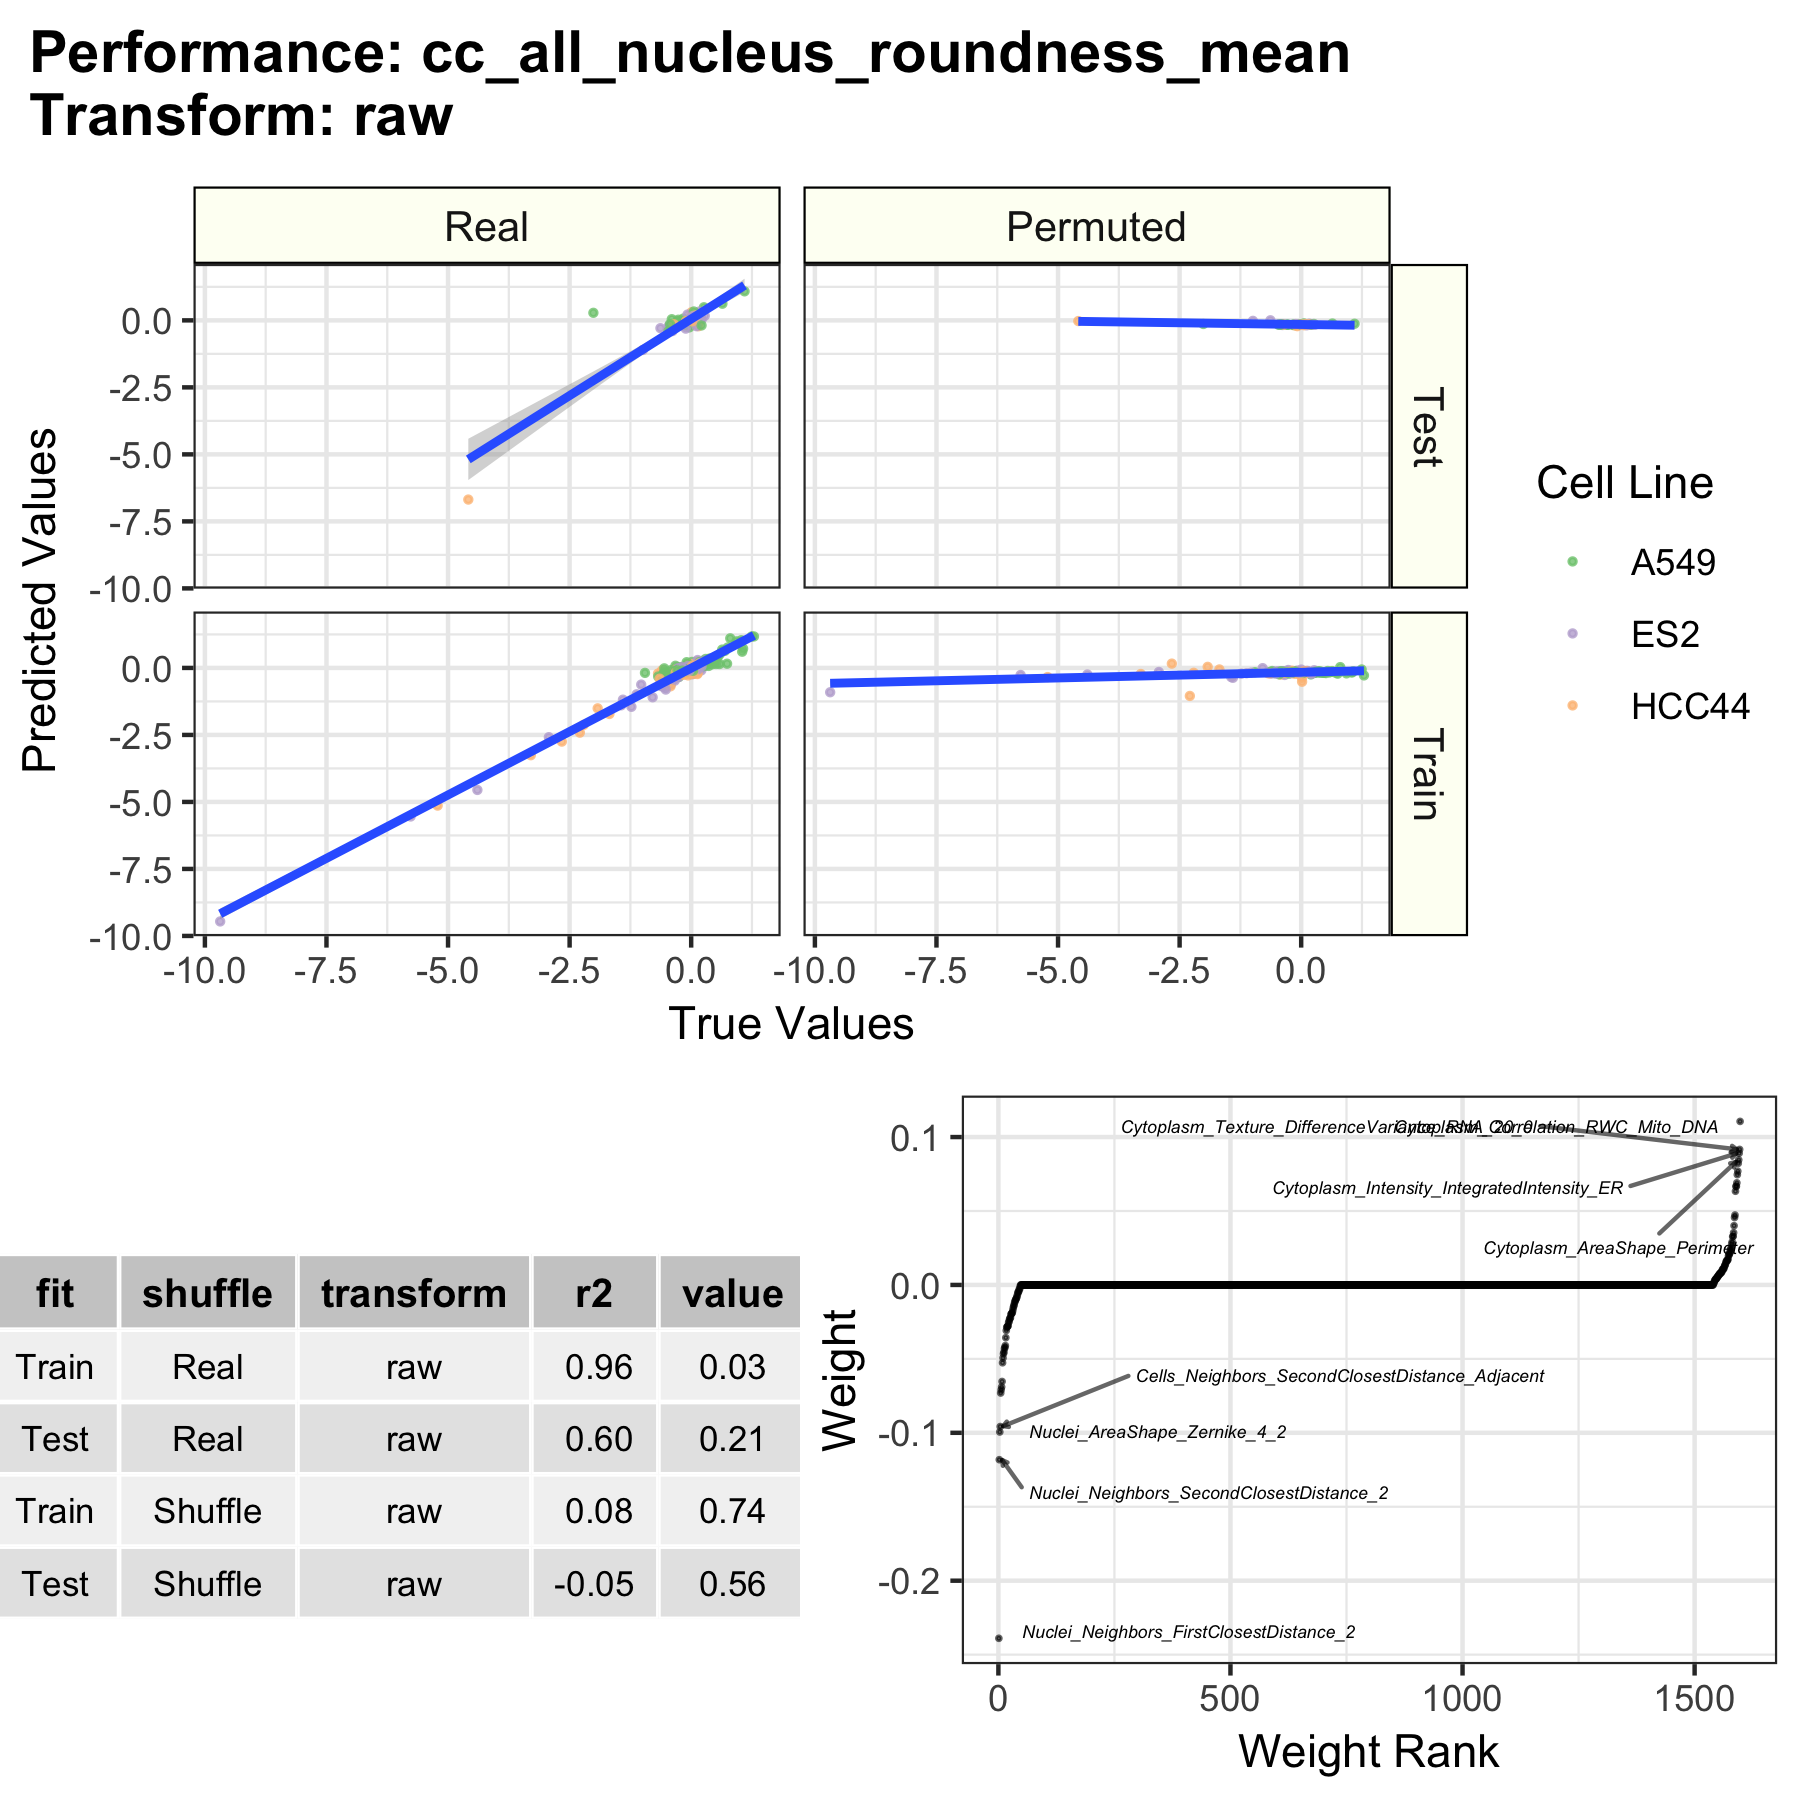 Performance: cc_all_nucleus_roundness_mean
Transform: raw
Real
Permuted
0.0
-2.5
-5.0
-7.5
-10.0
Test
0.0
-2.5
-5.0
-7.5
-10.0
Train
Predicted Values
-10.0 -7.5 -5.0 -2.5 0.0
-10.0 -7.5 -5.0 -2.5 0.0
True Values
Cell Line
A549
ES2
HCC44
fit shuffle transform r2 value
Train Real raw 0.96 0.03
Test Real raw 0.60 0.21
Train Shuffle raw 0.08 0.74
Test Shuffle raw -0.05 0.56
Weight
0.1
0.0
-0.1
-0.2
Cytoplasm_Texture_DifferenceVariance_RNA_20_0
Cytoplasm_Correlation_RWC_Mito_DNA
Cytoplasm_Intensity_IntegratedIntensity_ER
Cytoplasm_AreaShape_Perimeter
Cells_Neighbors_SecondClosestDistance_Adjacent
Nuclei_AreaShape_Zernike_4_2
Nuclei_Neighbors_SecondClosestDistance_2
Nuclei_Neighbors_FirstClosestDistance_2
0 500 1000 1500
Weight Rank